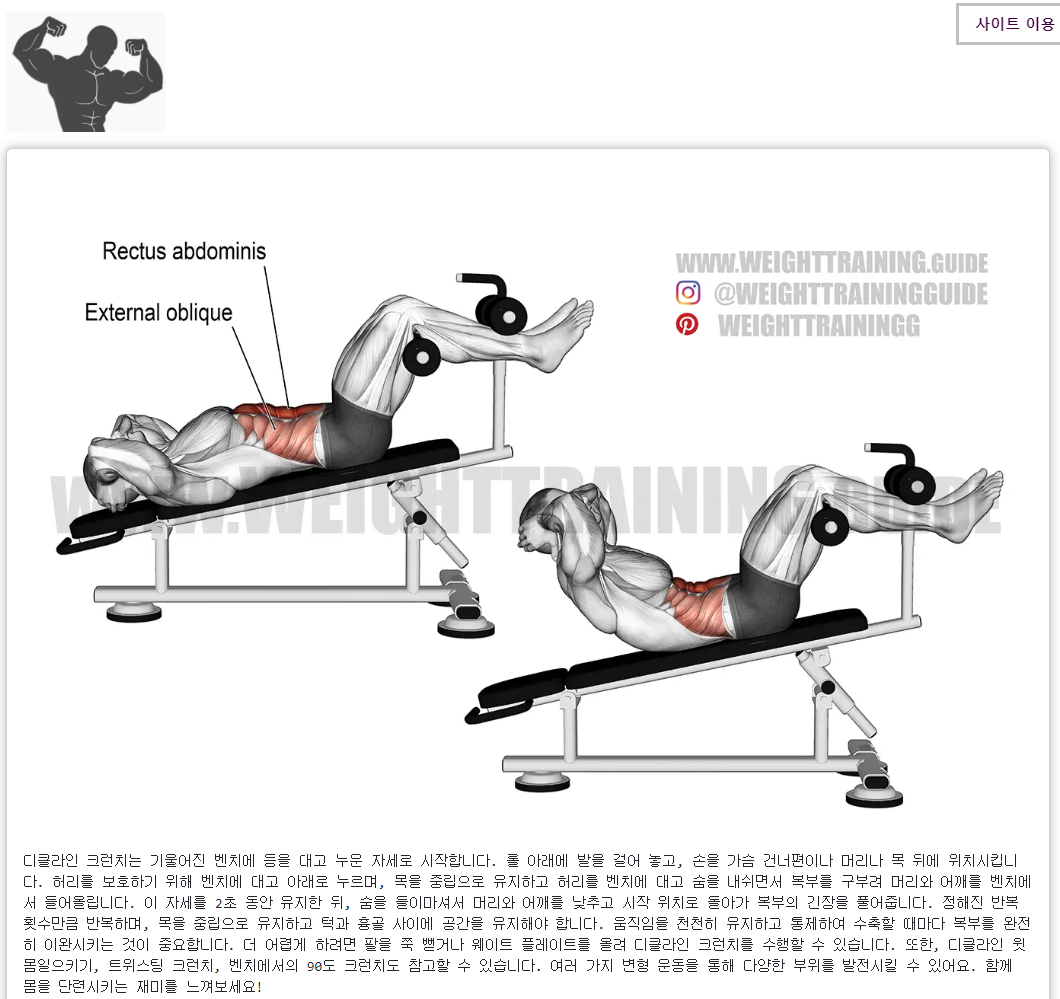 사이트 이용
Rectus abdominis
External oblique
WWW.WEIGHTTRAINING.GUIDE
@WEIGHTTRAININGGUIDE
WEIGHTTRAININGG
WWW.WEIGHTTRAINING.GUIDE
디클라인 크런치는 기울어진 벤치에 등을 대고 누운 자세로 시작합니다. 롤 아래에 발을 걸어 놓고, 손을 가슴 건너편이나 머리나 목 뒤에 위치시킵니
다. 허리를 보호하기 위해 벤치에 대고 아래로 누르며, 목을 중립으로 유지하고 허리를 벤치에 대고 숨을 내쉬면서 복부를 구부려 머리와 어깨를 벤치에
서 들어올립니다. 이 자세를 2초 동안 유지한 뒤, 숨을 들이마셔서 머리와 어깨를 낮추고 시작 위치로 돌아가 복부의 긴장을 풀어줍니다. 정해진 반복
횟수만큼 반복하며, 목을 중립으로 유지하고 턱과 흉골 사이에 공간을 유지해야 합니다. 움직임을 천천히 유지하고 통제하여 수축할 때마다 복부를 완전
히 이완시키는 것이 중요합니다. 더 어렵게 하려면 팔을 쭉 뻗거나 웨이트 플레이트를 올려 디클라인 크런치를 수행할 수 있습니다. 또한, 디클라인 윗
몸일으키기, 트위스팅 크런치, 벤치에서의 90도 크런치도 참고할 수 있습니다. 여러 가지 변형 운동을 통해 다양한 부위를 발전시킬 수 있어요. 함께
몸을 단련시키는 재미를 느껴보세요!